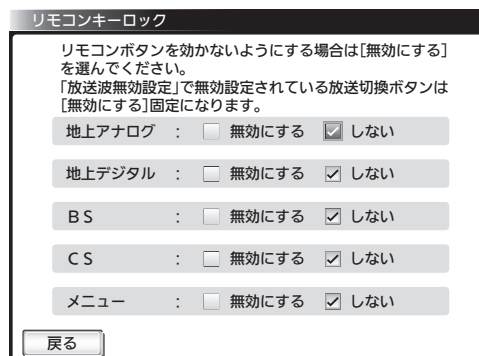 リモコンキーロック
リモコンボタンを効かないようにする場合は[無効にする]
を選んでください。
「放送波無効設定」で無効設定されている放送切換ボタンは
[無効にする]固定になります。
地上アナログ : 無効にする しない
地上デジタル : 無効にする しない
BS : 無効にする しない
CS : 無効にする しない
メニュー : 無効にする しない
戻る